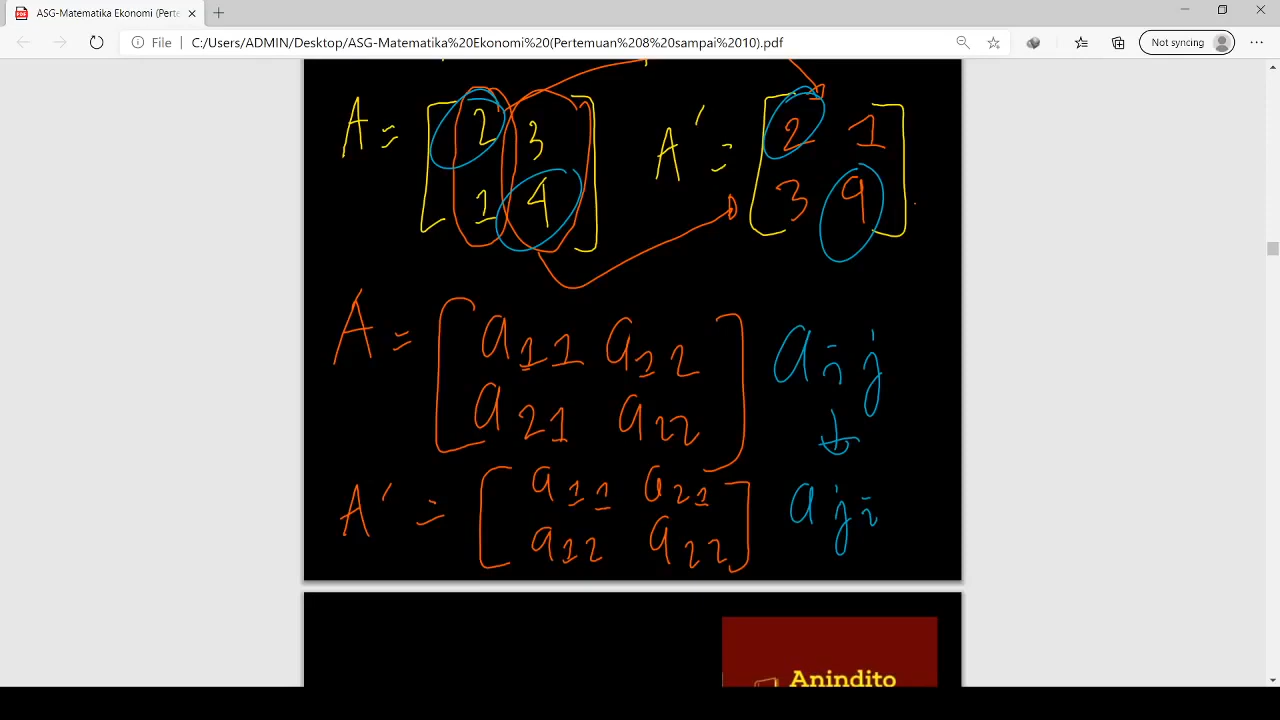 ASG-Matematika Ekonomi (Perte
File C:/Users/ADMIN/Desktop/ASG-Matematika%20Ekonomi%20(Pertemuan%208%20sampai%2010).pdf Not syncing
A = [ 2 3 A' = [ 2 1
1 4 ] 3 9 ]
A = [ a11 a12 aij
a21 a22 ]
A' = [ a11 a21 aji
a12 a22 ]
Anindito